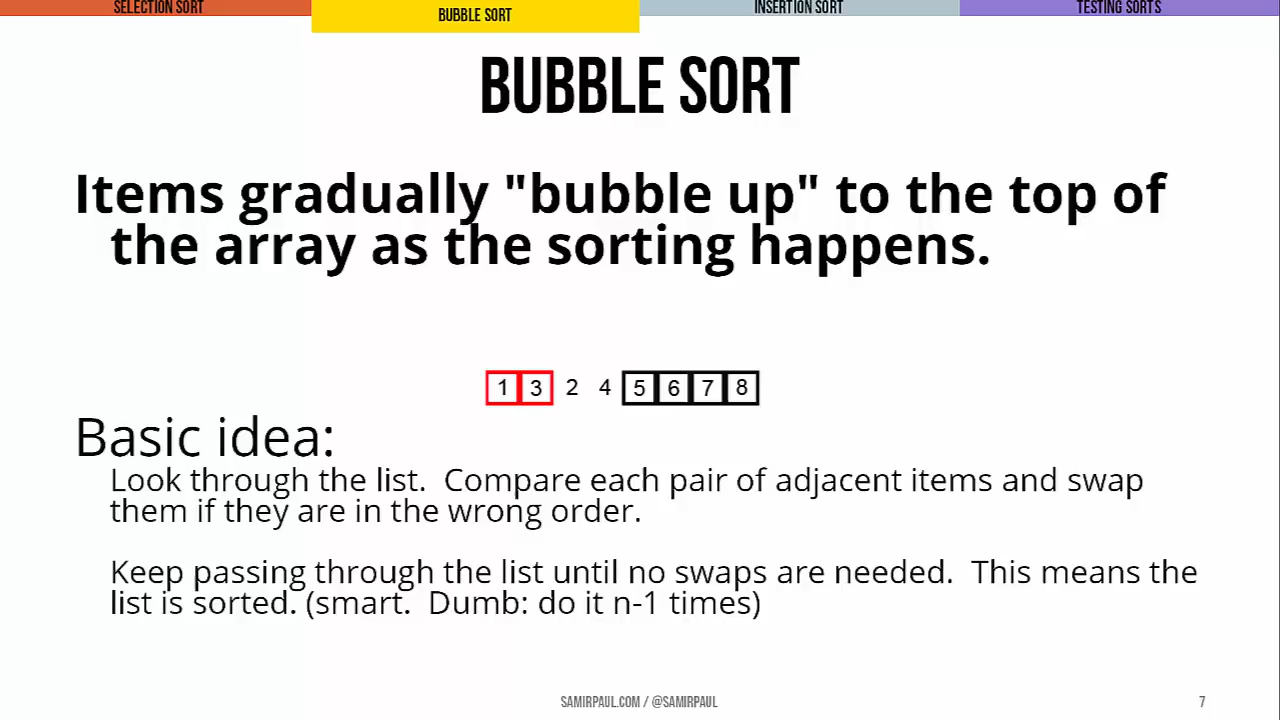 SELECTION SORT
BUBBLE SORT
INSERTION SORT
TESTING SORTS
BUBBLE SORT
Items gradually "bubble up" to the top of
the array as the sorting happens.
1 3 2 4 5 6 7 8
Basic idea:
Look through the list.  Compare each pair of adjacent items and swap
them if they are in the wrong order.
Keep passing through the list until no swaps are needed.  This means the
list is sorted. (smart.  Dumb: do it n-1 times)
SAMIRPAUL.COM / @SAMIRPAUL
7